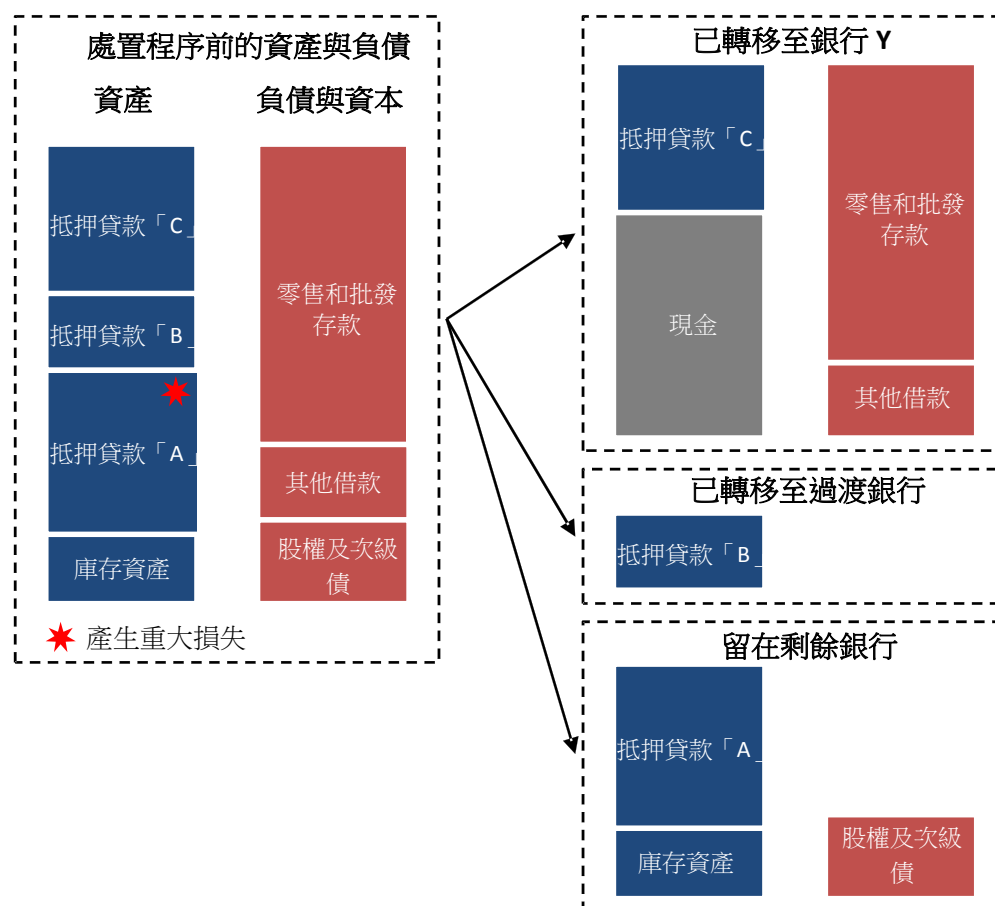 處置程序前的資產與負債
資產
負債與資本
抵押貸款「C」
抵押貸款「B」
抵押貸款「A」
庫存資產
零售和批發
存款
其他借款
股權及次級
債
產生重大損失
已轉移至銀行 Y
抵押貸款「C」
現金
零售和批發
存款
其他借款
已轉移至過渡銀行
抵押貸款「B」
留在剩餘銀行
抵押貸款「A」
庫存資產
股權及次級
債